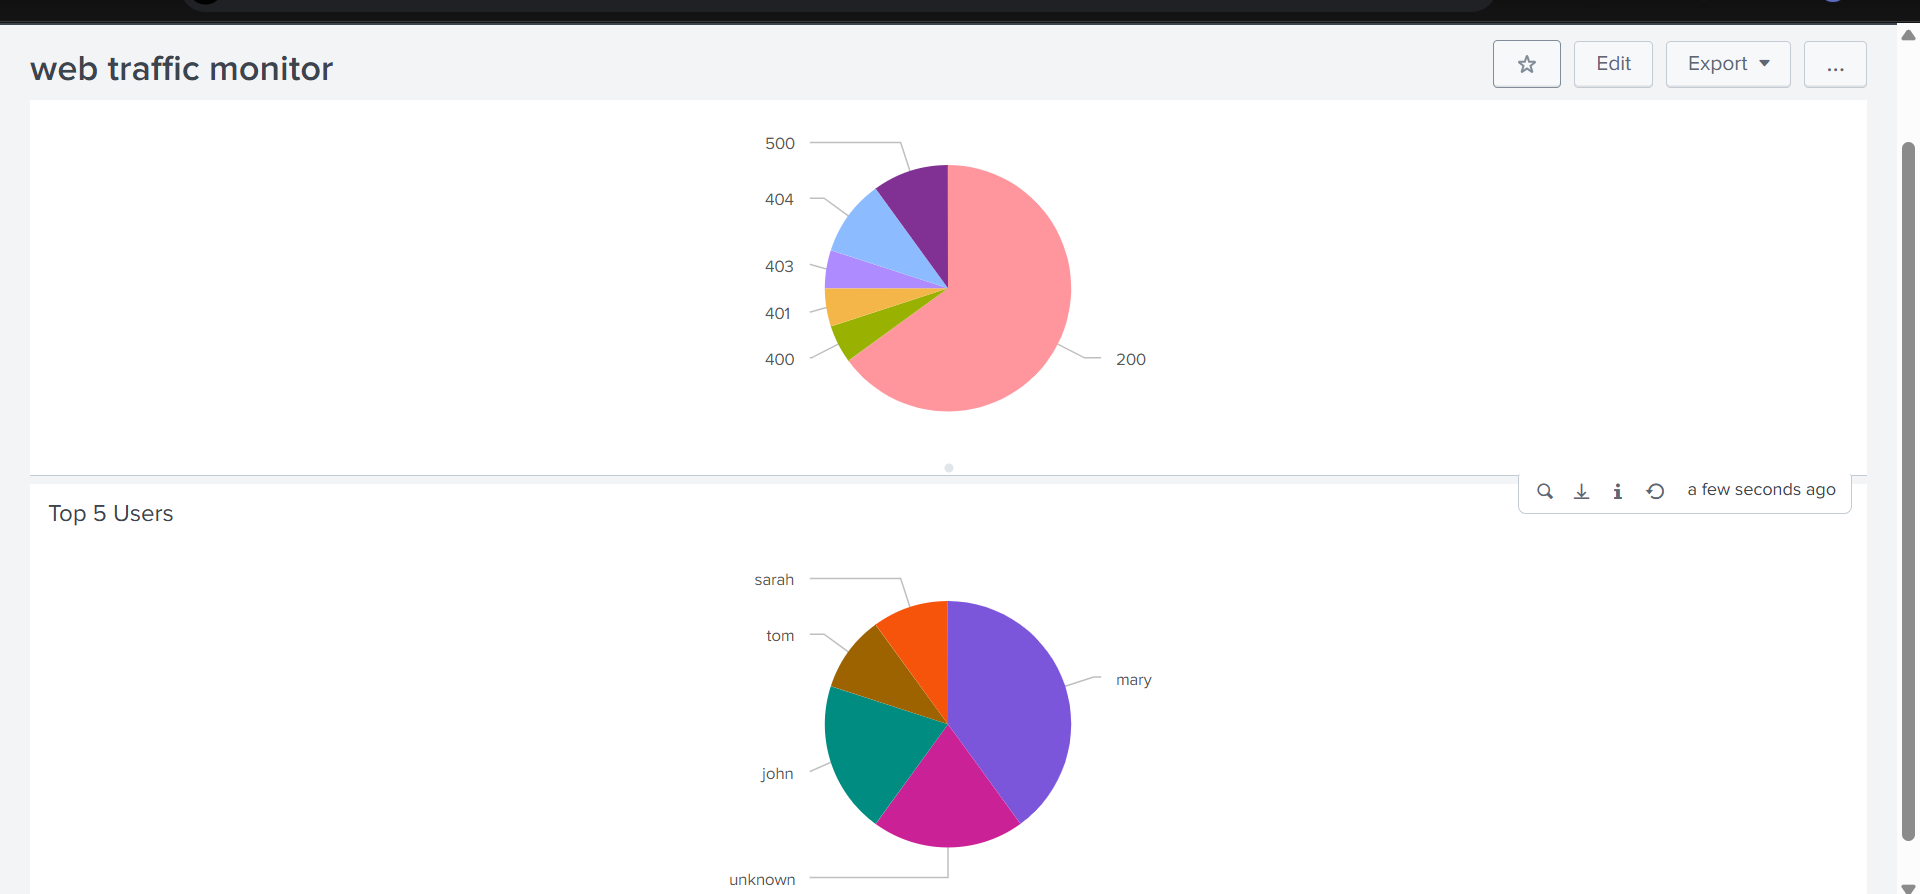 web traffic monitor
Edit
Export
...
500
404
403
401
400
200
a few seconds ago
Top 5 Users
sarah
tom
mary
john
unknown